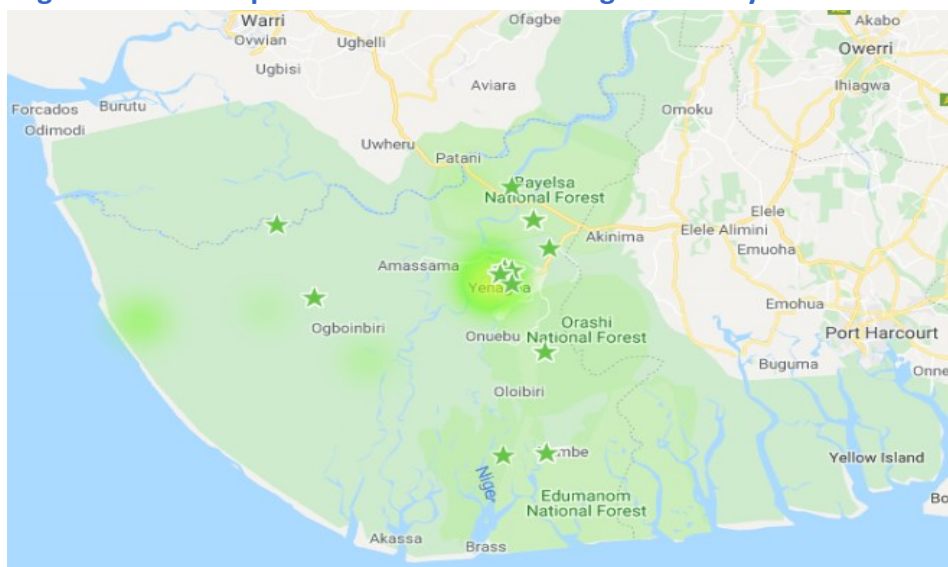 Warri
Ofagbe
Akabo
Ovwian
Ughelli
Owerri
Ugbisi
Aviara
Ihiagwa
Forcados
Burutu
Omoku
Odimodi
Uwheru
Patani
Bayelsa
National Forest
Elele
Elele Alimini
Akinima
Emuoha
Amassama
Emohua
Ogboinbiri
Onuebu
Orashi
National Forest
Port Harcourt
Buguma
Onne
Oloibiri
Yellow Island
Niger
Edumanom
National Forest
Bo
Akassa
Brass